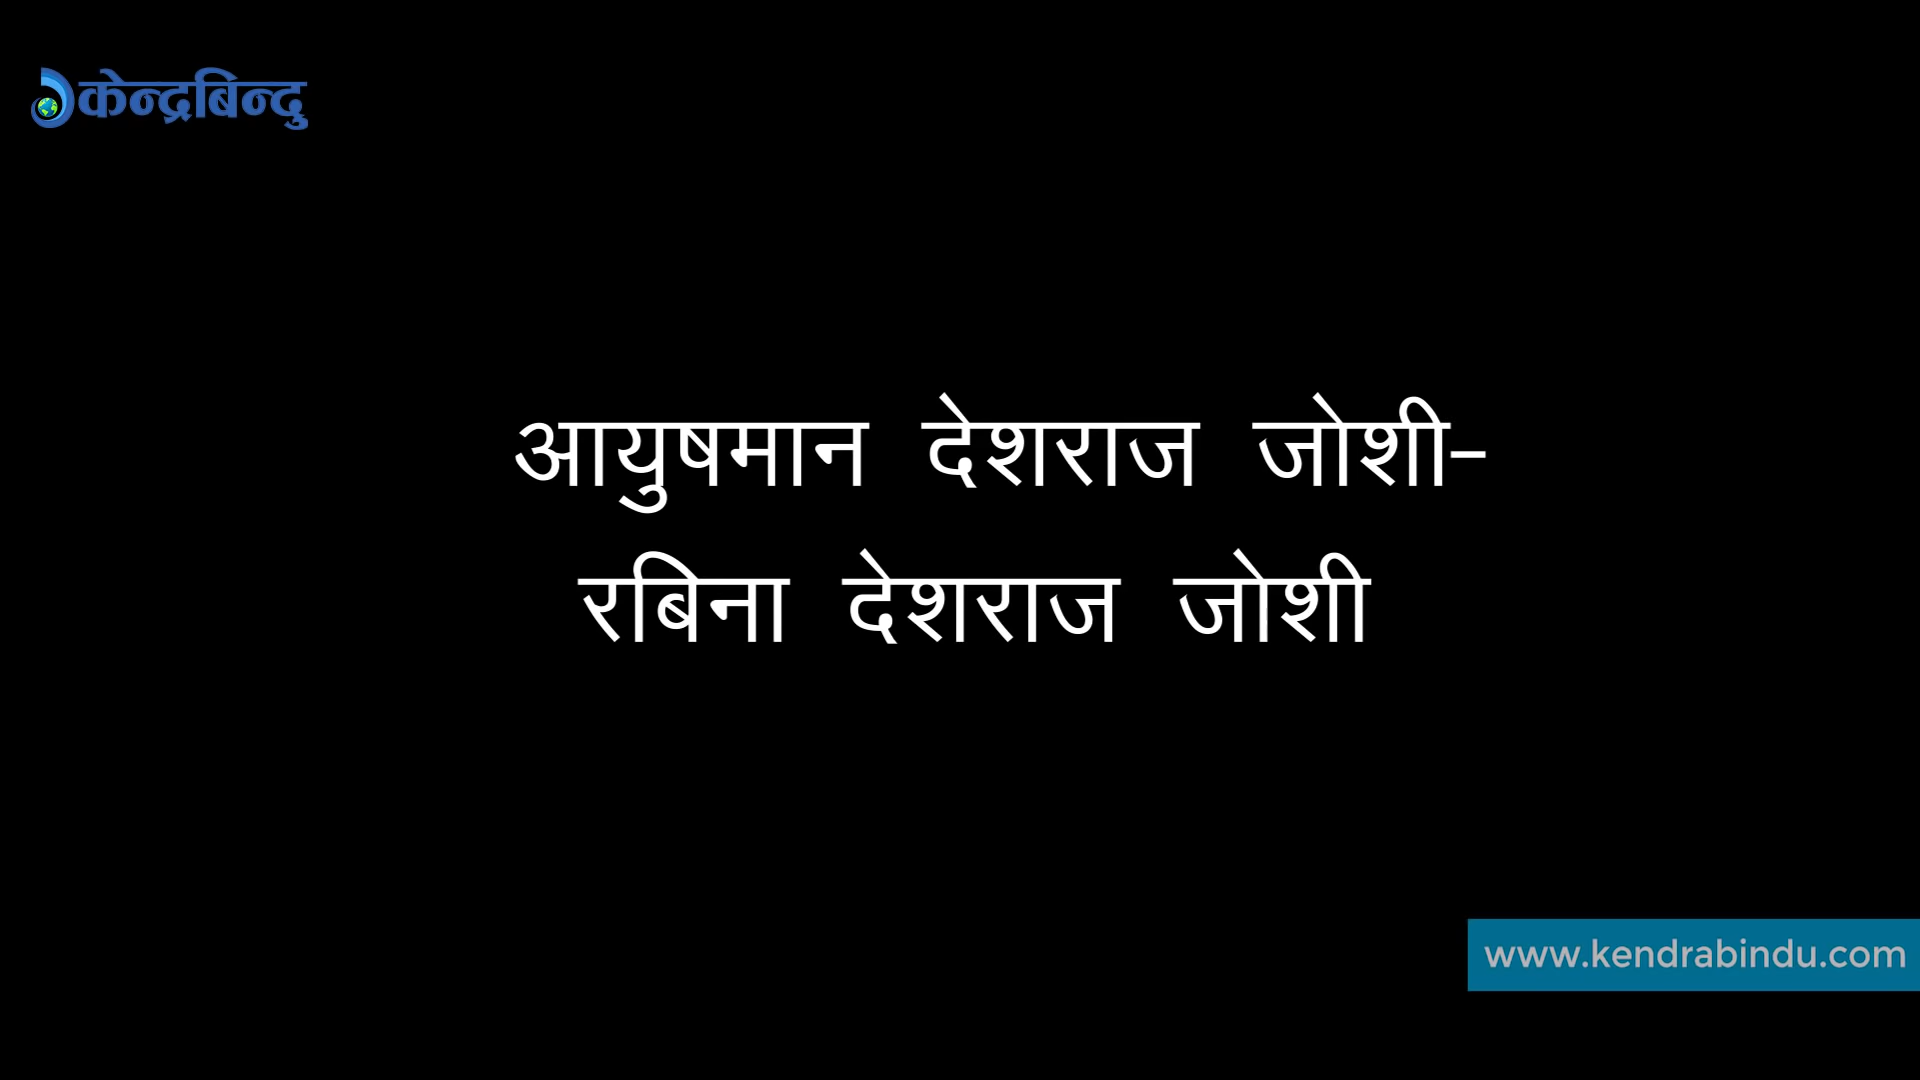 केन्द्रबिन्दु
आयुषमान देशराज जोशी-
रबिना देशराज जोशी
www.kendrabindu.com